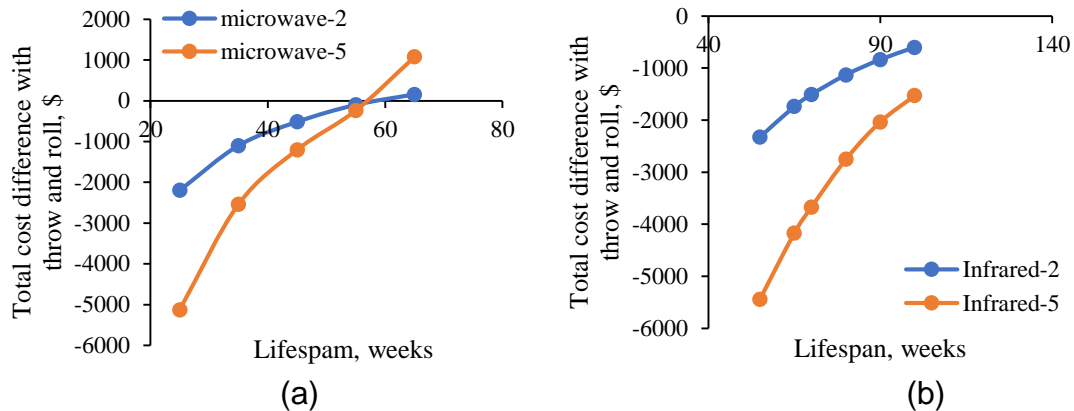 Total cost difference with
throw and roll, $
2000
1000
0
-1000
-2000
-3000
-4000
-5000
-6000
20
40
60
80
microwave-2
microwave-5
Lifespam, weeks
(a)
Total cost difference with
throw and roll, $
0
-1000
-2000
-3000
-4000
-5000
-6000
40
90
140
Infrared-2
Infrared-5
Lifespan, weeks
(b)